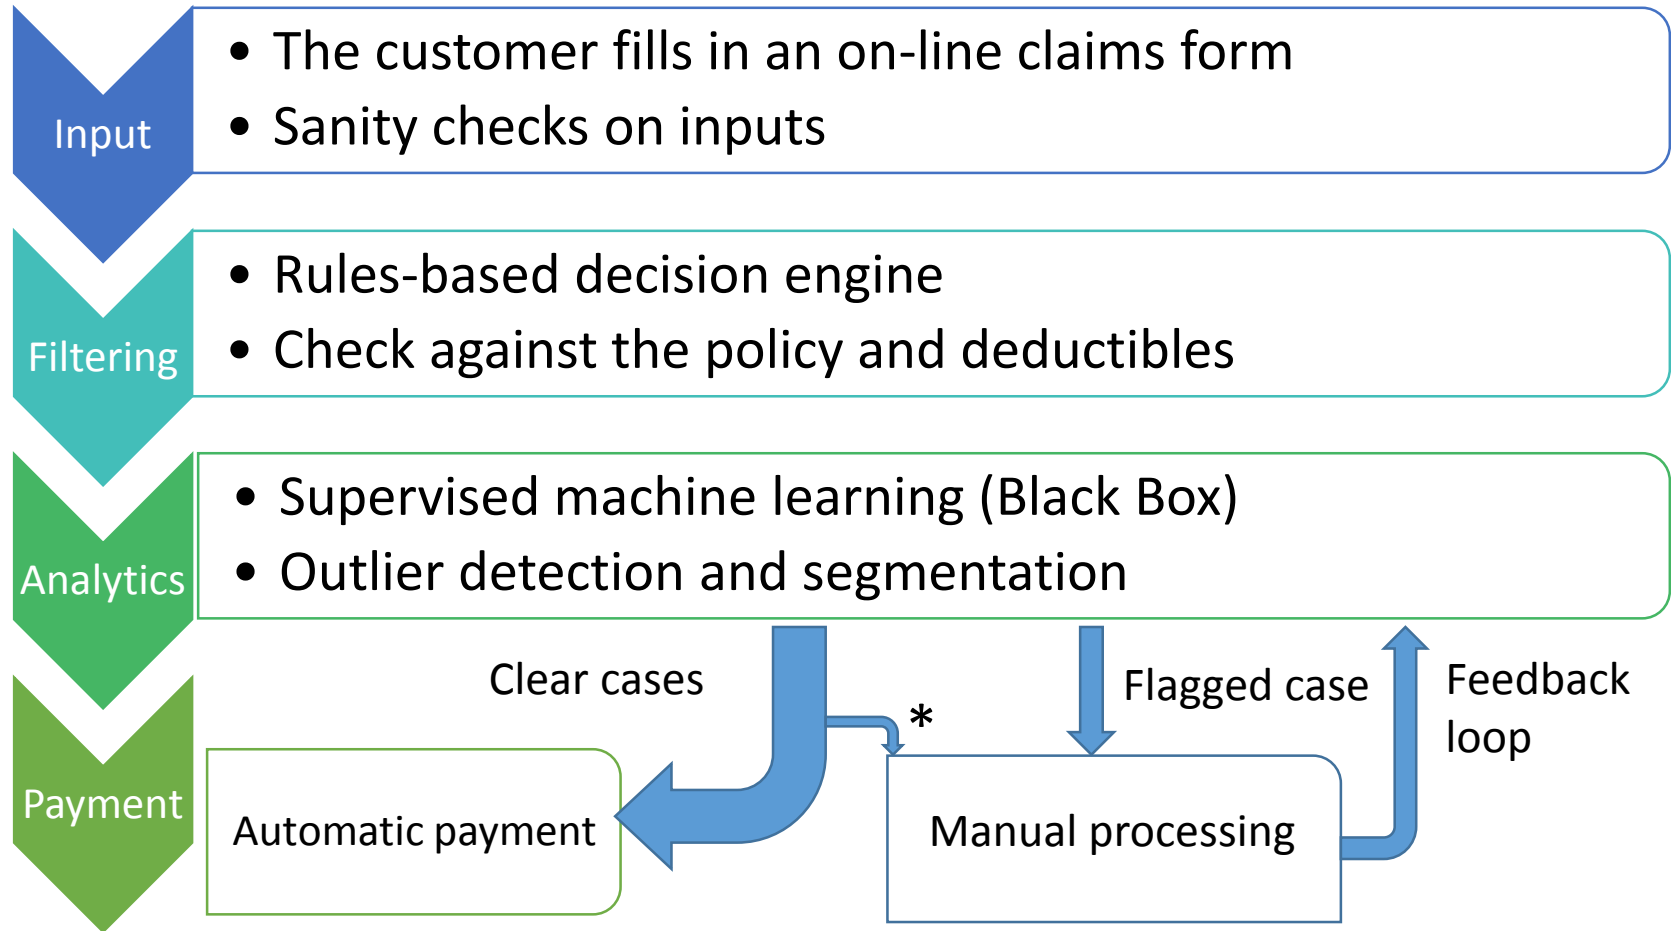 Input
• The customer fills in an on-line claims form
• Sanity checks on inputs
Filtering
• Rules-based decision engine
• Check against the policy and deductibles
Analytics
• Supervised machine learning (Black Box)
• Outlier detection and segmentation
Clear cases
*
Flagged case
Feedback
loop
Payment
Automatic payment
Manual processing